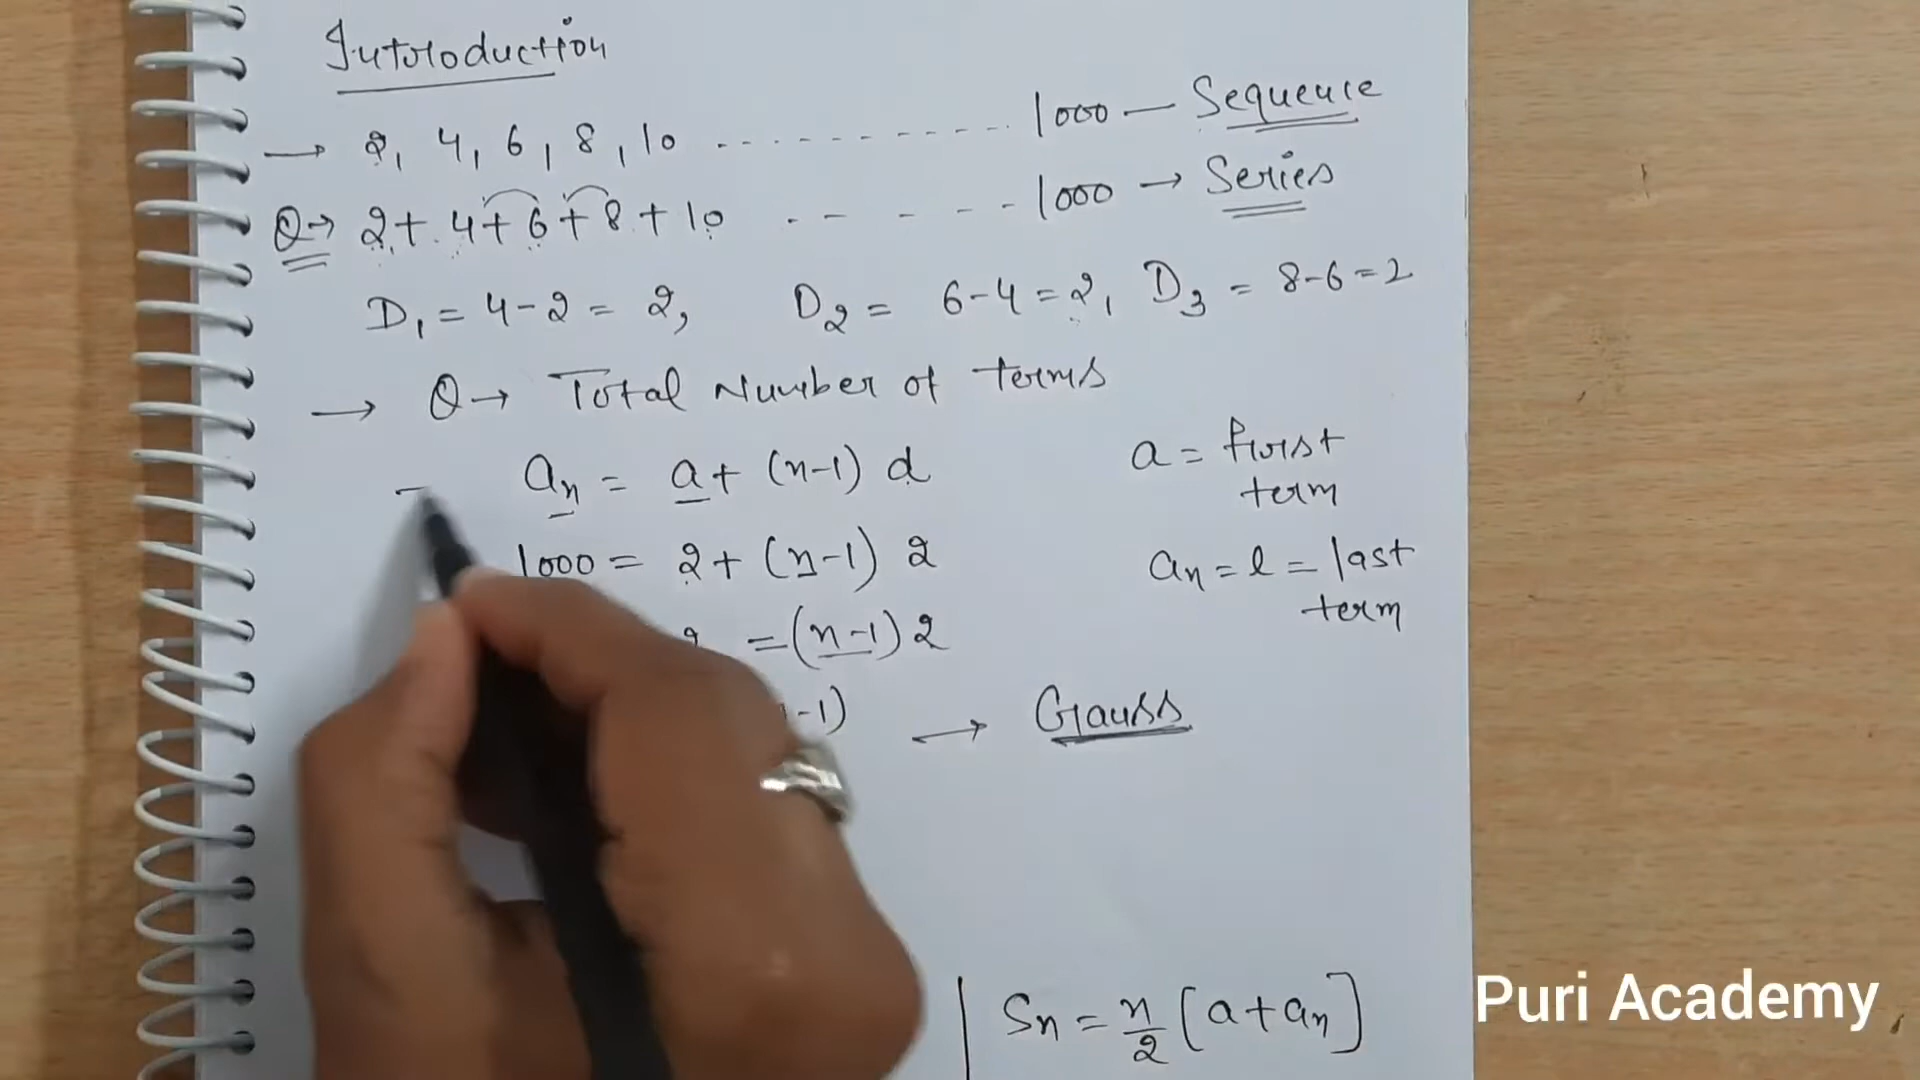 Introduction
→ 2, 4, 6, 8, 10 ----------- 1000 — Sequence
Q→ 2+ 4+6+8+10 -- - --- 1000 → Series
D₁ = 4-2 = 2, D₂ = 6-4=2, D₃ = 8-6=2
→ Q→ Total Number of terms
aₙ = a+ (n-1) d
a = first
term
1000 = 2+ (n-1) 2
aₙ = l = last
term
2 =(n-1)2
-1)
→ Gauss
Sₙ = n/2 [a+aₙ]
Puri Academy